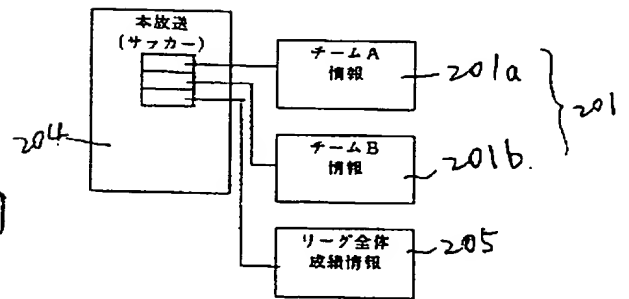 本放送
(サッカー)
チームA
情報
201a
201
204
チームB
情報
201b.
リーグ全体
成績情報
205